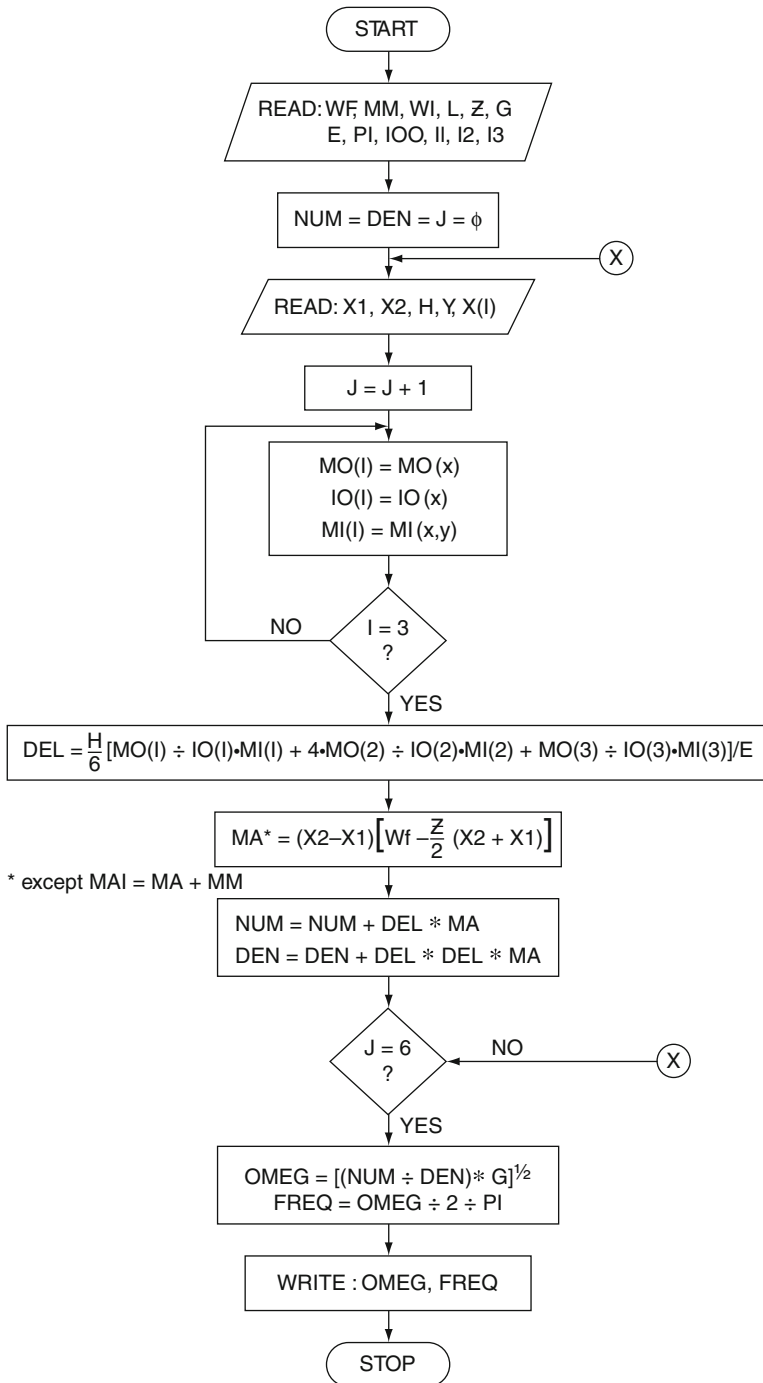 START
READ: WF, MM, WI, L, Ƶ, G
E, PI, IOO, II, I2, I3
NUM = DEN = J = ϕ
X
READ: X1, X2, H, Y, X(I)
J = J + 1
MO(I) = MO(x)
IO(I) = IO(x)
MI(I) = MI(x,y)
I = 3
?
NO
YES
DEL = H/6 [MO(I) ÷ IO(I)•MI(I) + 4•MO(2) ÷ IO(2)•MI(2) + MO(3) ÷ IO(3)•MI(3)]/E
MA* = (X2–X1)[Wf – Ƶ/2 (X2 + X1)]
* except MAI = MA + MM
NUM = NUM + DEL * MA
DEN = DEN + DEL * DEL * MA
J = 6
?
NO
X
YES
OMEG = [(NUM ÷ DEN)* G]½
FREQ = OMEG ÷ 2 ÷ PI
WRITE : OMEG, FREQ
STOP